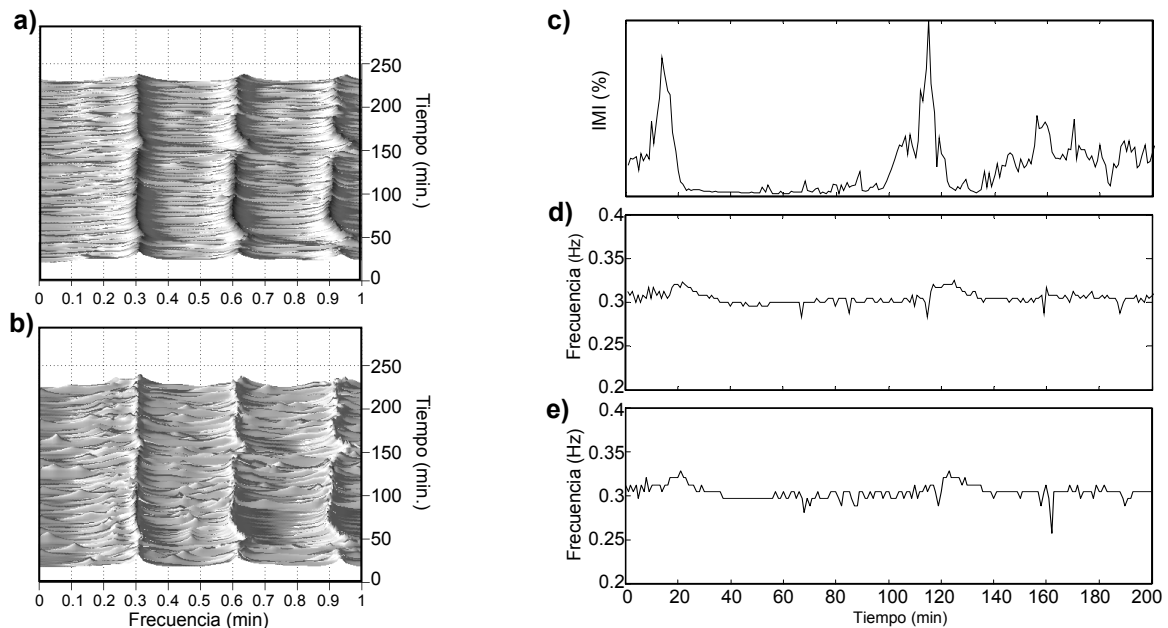 a)
250
200
150
100
50
0
Tiempo (min.)
0 0.1 0.2 0.3 0.4 0.5 0.6 0.7 0.8 0.9 1
b)
250
200
150
100
50
0
Tiempo (min.)
0 0.1 0.2 0.3 0.4 0.5 0.6 0.7 0.8 0.9 1
Frecuencia (min)
c)
IMI (%)
d)
0.4
0.35
0.3
0.25
0.2
Frecuencia (Hz)
e)
0.4
0.35
0.3
0.25
0.2
Frecuencia (Hz)
0 20 40 60 80 100 120 140 160 180 200
Tiempo (min)